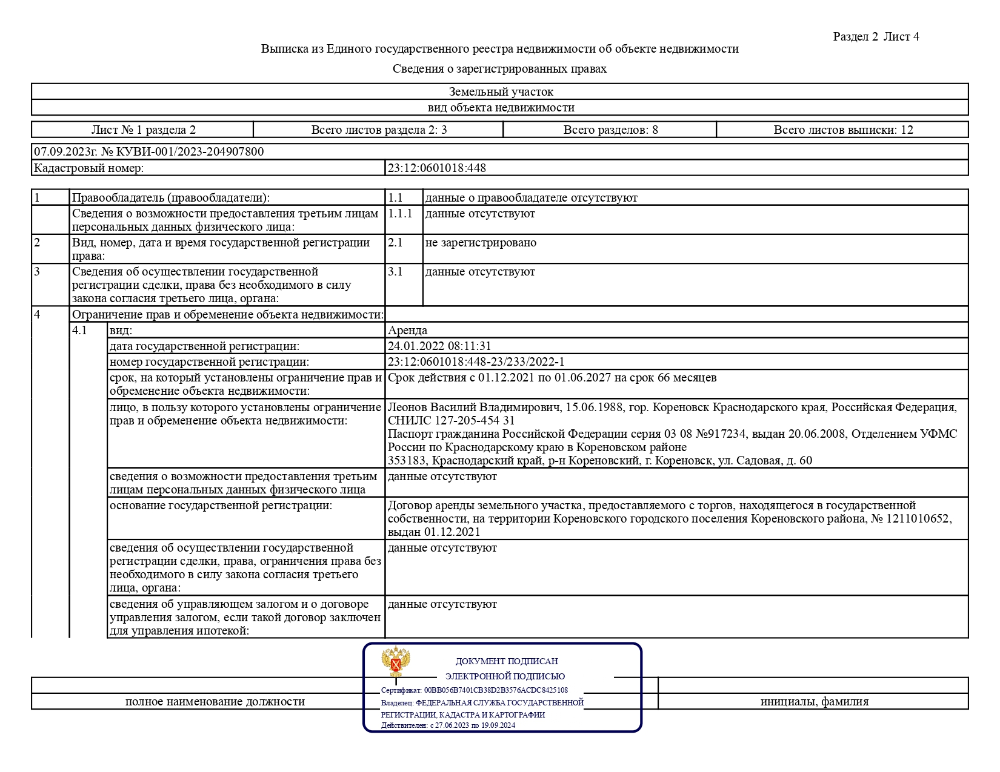 Раздел 2 Лист 4
Выписка из Единого государственного реестра недвижимости об объекте недвижимости
Сведения о зарегистрированных правах
Земельный участок
вид объекта недвижимости
Лист № 1 раздела 2 Всего листов раздела 2: 3 Всего разделов: 8 Всего листов выписки: 12
07.09.2023г. № КУВИ-001/2023-204907800
Кадастровый номер: 23:12:0601018:448
1 Правообладатель (правообладатели): 1.1 данные о правообладателе отсутствуют
Сведения о возможности предоставления третьим лицам 1.1.1 данные отсутствуют
персональных данных физического лица:
2 Вид, номер, дата и время государственной регистрации 2.1 не зарегистрировано
права:
3 Сведения об осуществлении государственной 3.1 данные отсутствуют
регистрации сделки, права без необходимого в силу
закона согласия третьего лица, органа:
4 Ограничение прав и обременение объекта недвижимости:
4.1 вид: Аренда
дата государственной регистрации: 24.01.2022 08:11:31
номер государственной регистрации: 23:12:0601018:448-23/233/2022-1
срок, на который установлены ограничение прав и Срок действия с 01.12.2021 по 01.06.2027 на срок 66 месяцев
обременение объекта недвижимости:
лицо, в пользу которого установлены ограничение Леонов Василий Владимирович, 15.06.1988, гор. Кореновск Краснодарского края, Российская Федерация,
прав и обременение объекта недвижимости: СНИЛС 127-205-454 31
Паспорт гражданина Российской Федерации серия 03 08 №917234, выдан 20.06.2008, Отделением УФМС
России по Краснодарскому краю в Кореновском районе
353183, Краснодарский край, р-н Кореновский, г. Кореновск, ул. Садовая, д. 60
сведения о возможности предоставления третьим данные отсутствуют
лицам персональных данных физического лица
основание государственной регистрации: Договор аренды земельного участка, предоставляемого с торгов, находящегося в государственной
собственности, на территории Кореновского городского поселения Кореновского района, № 1211010652,
выдан 01.12.2021
сведения об осуществлении государственной данные отсутствуют
регистрации сделки, права, ограничения права без
необходимого в силу закона согласия третьего
лица, органа:
сведения об управляющем залогом и о договоре данные отсутствуют
управления залогом, если такой договор заключен
для управления ипотекой:
ДОКУМЕНТ ПОДПИСАН
ЭЛЕКТРОННОЙ ПОДПИСЬЮ
Сертификат: 00BB056B7401CB38D2B3576ACDC8425108
Владелец: ФЕДЕРАЛЬНАЯ СЛУЖБА ГОСУДАРСТВЕННОЙ
РЕГИСТРАЦИИ, КАДАСТРА И КАРТОГРАФИИ
Действителен: с 27.06.2023 по 19.09.2024
полное наименование должности инициалы, фамилия